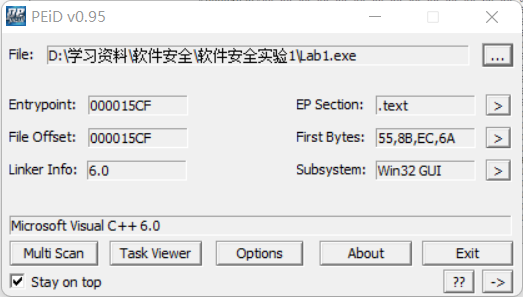 PEiD v0.95
File: D:\学习资料\软件安全\软件安全实验1\Lab1.exe ...
Entrypoint: 000015CF EP Section: .text >
File Offset: 000015CF First Bytes: 55,8B,EC,6A >
Linker Info: 6.0 Subsystem: Win32 GUI >
Microsoft Visual C++ 6.0
Multi Scan Task Viewer Options About Exit
Stay on top ?? ->